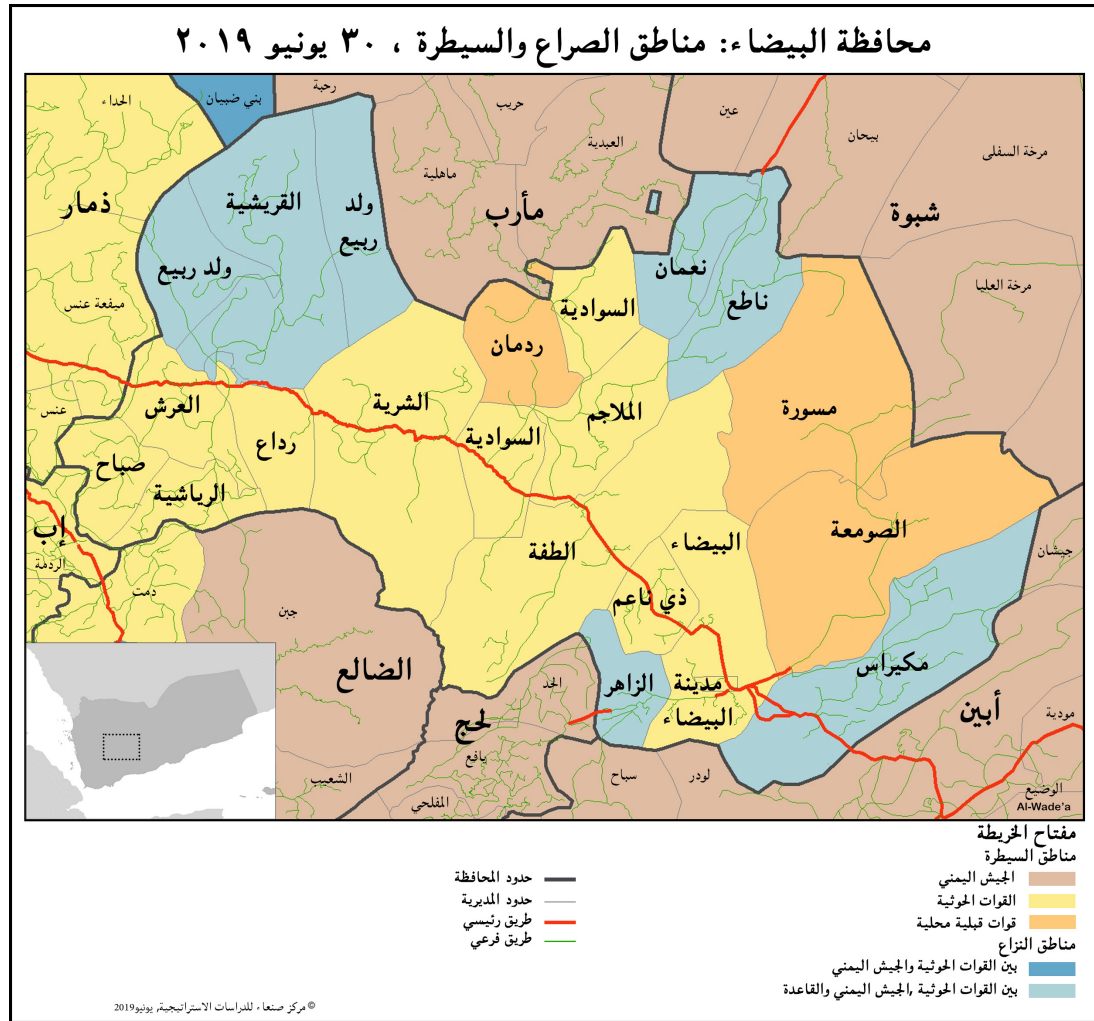 محافظة البيضاء: مناطق الصراع والسيطرة ، ٣٠ يونيو ٢٠١٩
الحداء
بني ضبيان
رحبة
حريب
عين
بيحان
العبدية
مرخة السفلى
ماهلية
ذمار
القريشية
ولد
ربيع
مأرب
شبوة
ولد ربيع
نعمان
ناطع
مرخة العليا
ميفعة عنس
السوادية
ردمان
عنس
العرش
الشرية
الملاجم
مسورة
السوادية
رداع
صباح
الرياشية
إب
الصومعة
البيضاء
الطفة
جيشان
الردمة
دمت
ذي ناعم
جبن
الضالع
مكيراس
الحد
الزاهر
مدينة
البيضاء
لحج
أبين
مودية
يافع
الشعيب
سباح
لودر
المفلحي
الوضيع
Al-Wade'a
مفتاح الخريطة
مناطق السيطرة
الجيش اليمني
القوات الحوثية
قوات قبلية محلية
مناطق النزاع
بين القوات الحوثية والجيش اليمني
بين القوات الحوثية ,الجيش اليمني والقاعدة
حدود المحافظة
حدود المديرية
طريق رئيسي
طريق فرعي
© مركز صنعاء للدراسات الاستراتيجية, يونيو2019